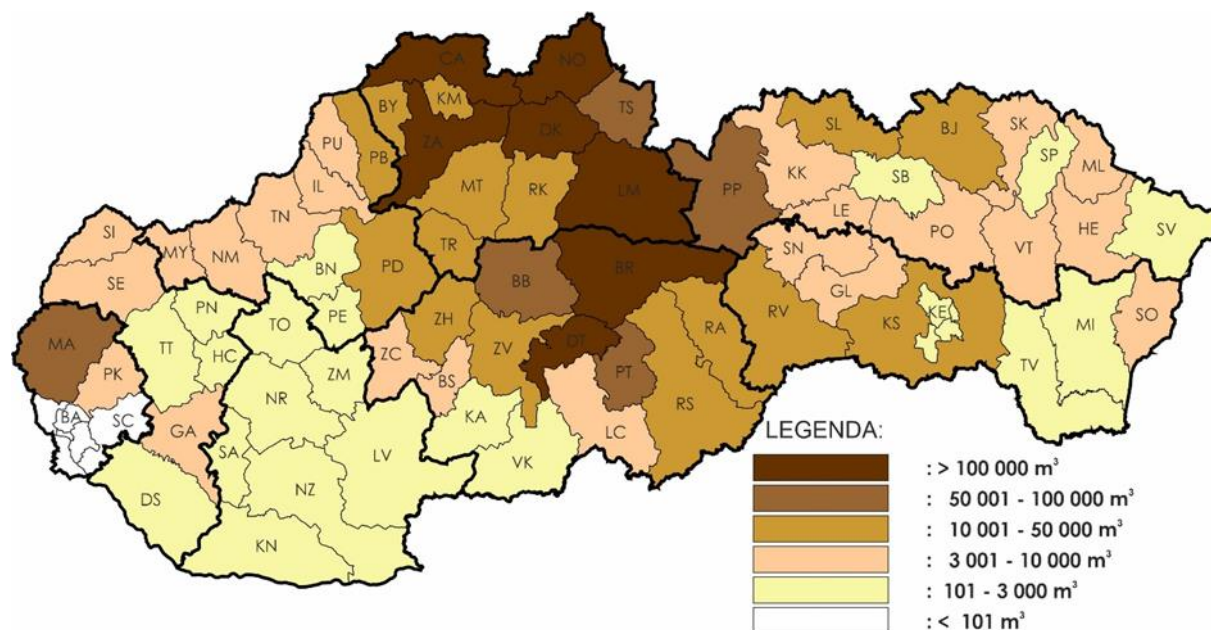 CA
NO
BY
KM
TS
ZA
DK
PU
PB
IL
MT
RK
LM
PP
KK
SL
BJ
SK
SP
ML
SB
LE
PO
VT
HE
SV
SI
MY
NM
TN
SE
BN
PD
TR
BB
BR
SN
GL
RV
KS
KE
MI
SO
TV
MA
PK
TT
PN
HC
TO
PE
ZH
ZC
BS
ZV
DT
PT
RA
RS
BA
SC
GA
NR
ZM
SA
LV
KA
VK
LC
DS
NZ
KN
LEGENDA:
: > 100 000 m³
: 50 001 - 100 000 m³
: 10 001 - 50 000 m³
: 3 001 - 10 000 m³
: 101 - 3 000 m³
: < 101 m³